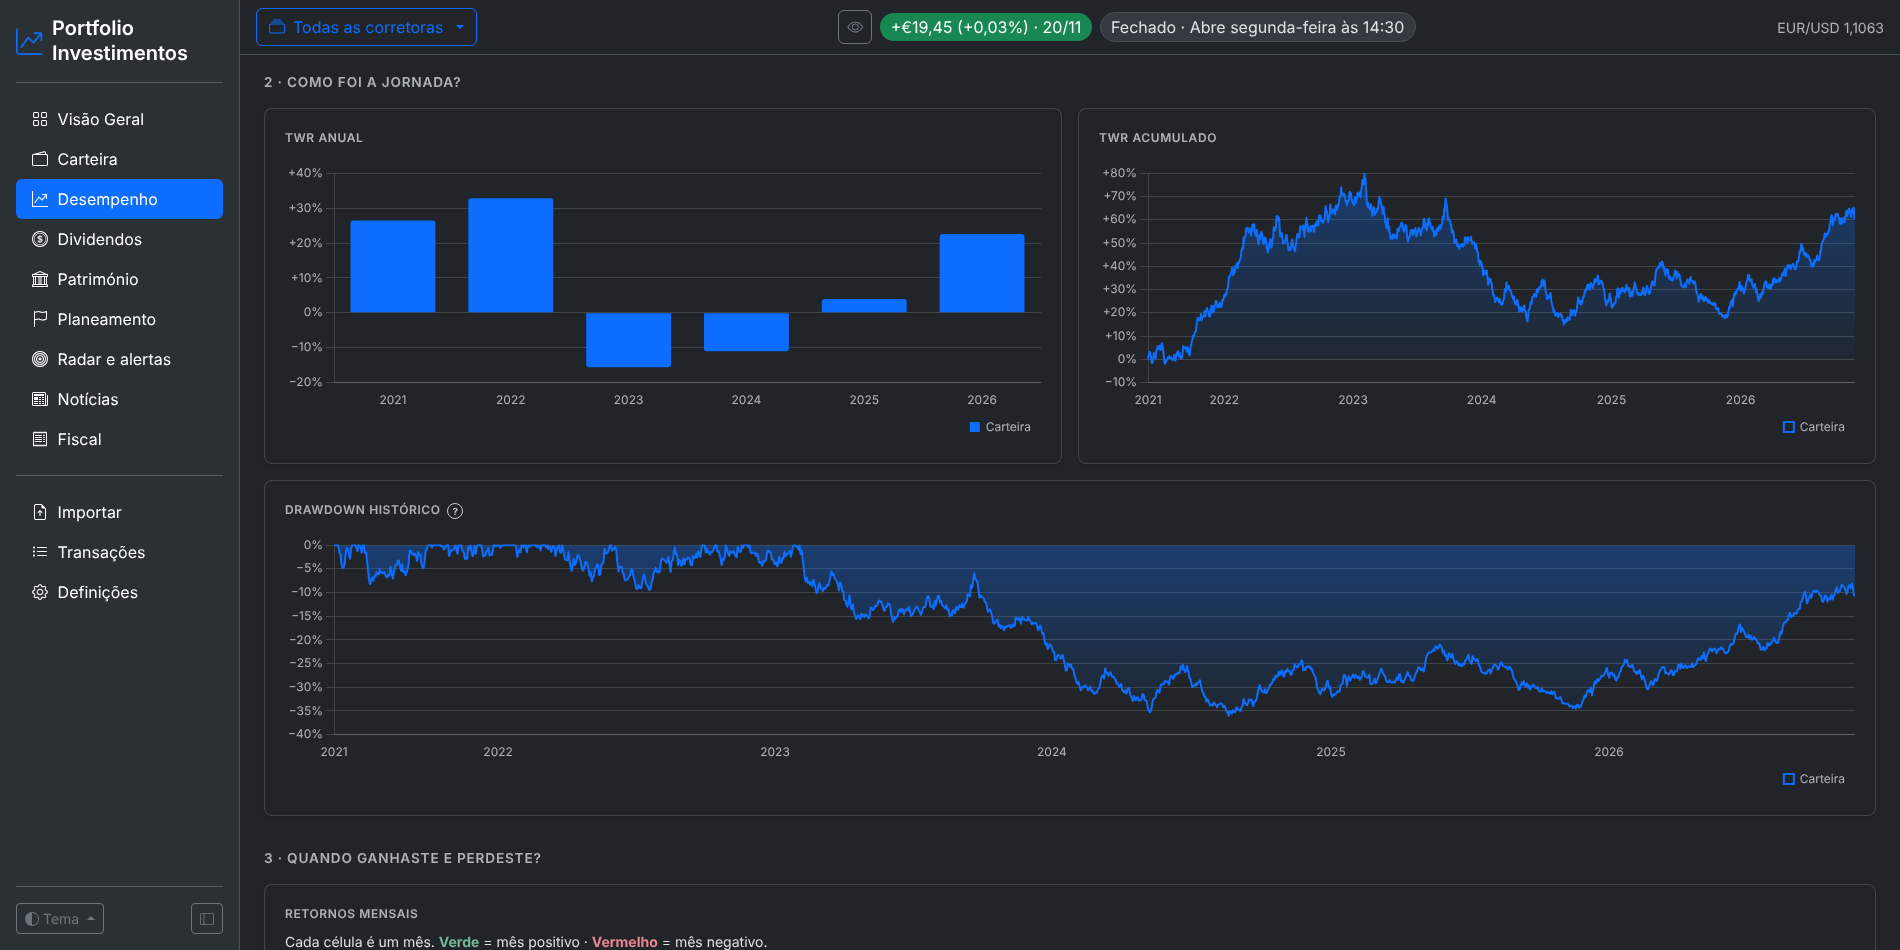 Portfolio
Investimentos
Visão Geral
Carteira
Desempenho
Dividendos
Património
Planeamento
Radar e alertas
Notícias
Fiscal
Importar
Transações
Definições
Tema
Todas as corretoras
+€19,45 (+0,03%) · 20/11
Fechado · Abre segunda-feira às 14:30
EUR/USD 1,1063
2 · COMO FOI A JORNADA?
TWR ANUAL
+40%
+30%
+20%
+10%
0%
−10%
−20%
2021 2022 2023 2024 2025 2026
Carteira
TWR ACUMULADO
+80%
+70%
+60%
+50%
+40%
+30%
+20%
+10%
0%
−10%
2021 2022 2023 2024 2025 2026
Carteira
DRAWDOWN HISTÓRICO ?
0%
−5%
−10%
−15%
−20%
−25%
−30%
−35%
−40%
2021 2022 2023 2024 2025 2026
Carteira
3 · QUANDO GANHASTE E PERDESTE?
RETORNOS MENSAIS
Cada célula é um mês. Verde = mês positivo · Vermelho = mês negativo.